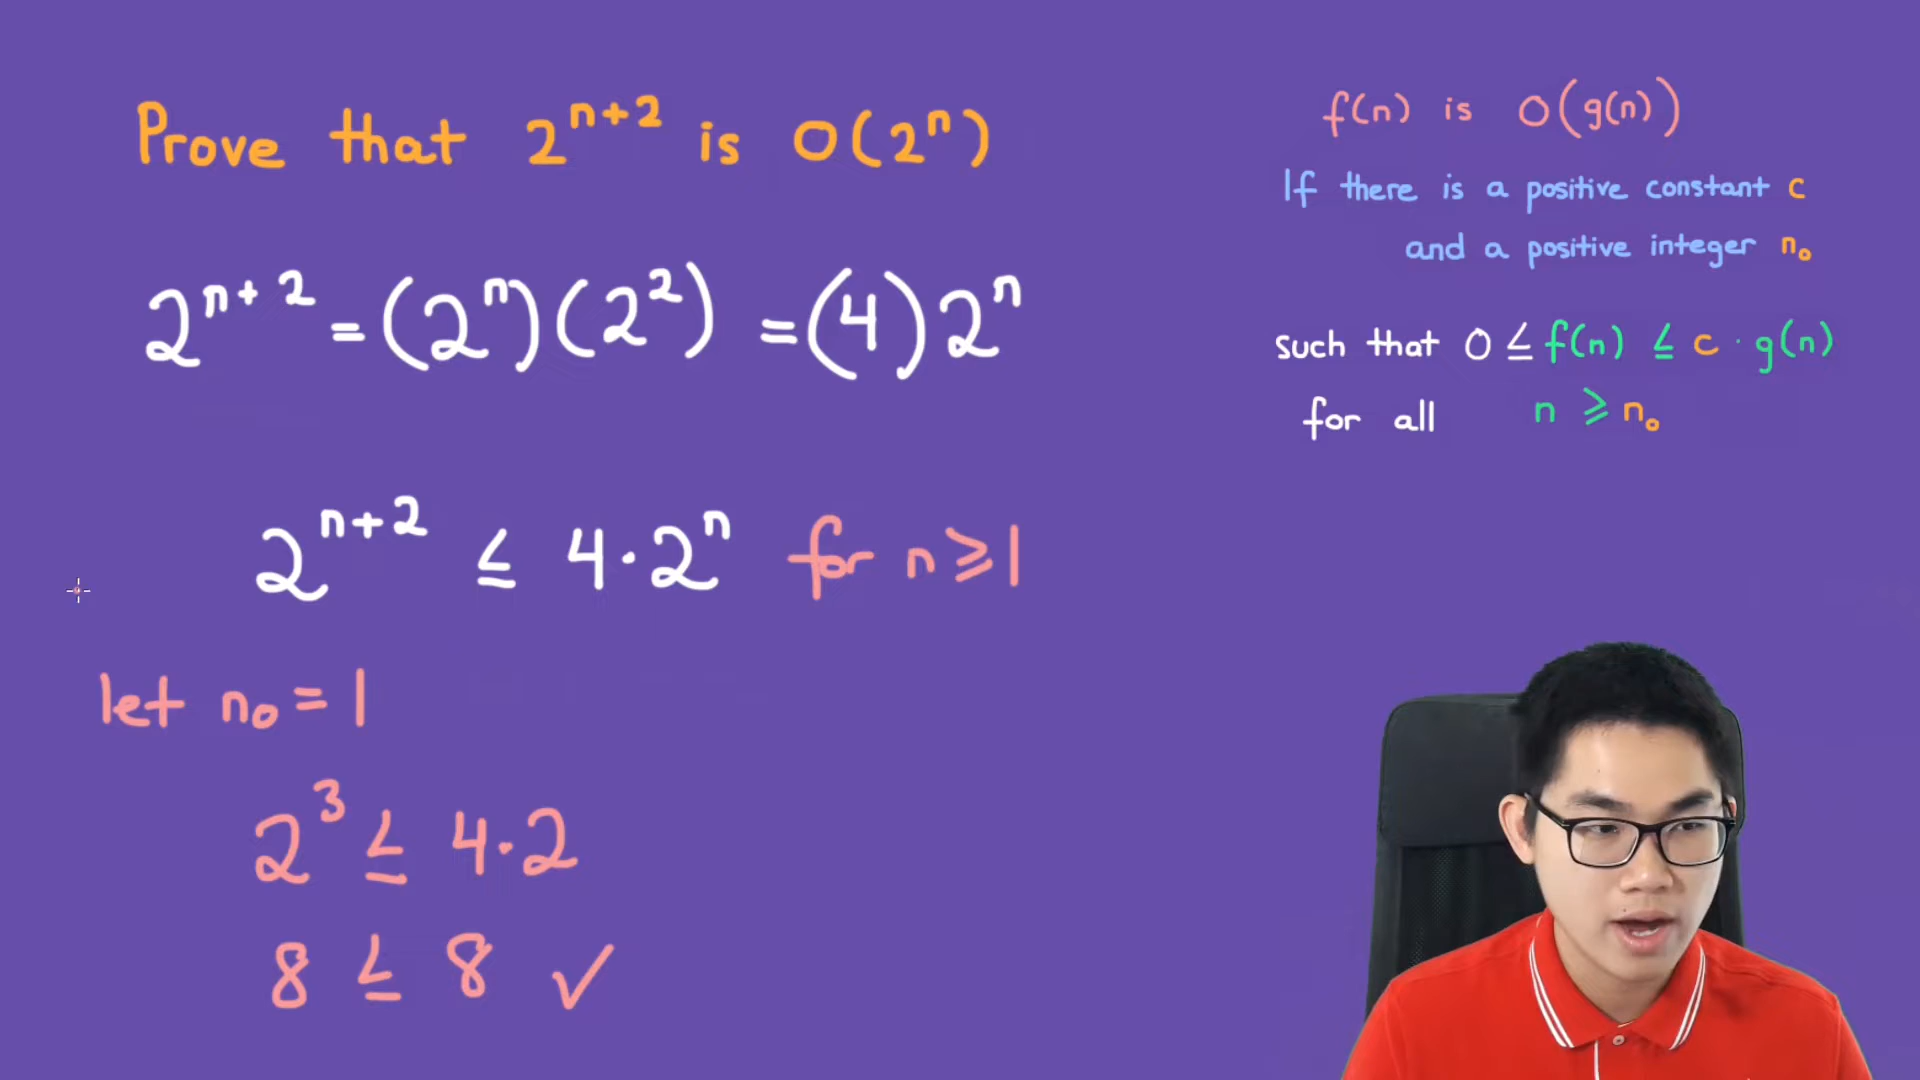 Prove that 2^{n+2} is O(2^n)
2^{n+2} = (2^n)(2^2) = (4)2^n
2^{n+2} ≤ 4·2^n for n ≥ 1
let n₀ = 1
2^3 ≤ 4·2
8 ≤ 8 ✓
f(n) is O(g(n))
If there is a positive constant c
and a positive integer n₀
such that 0 ≤ f(n) ≤ c · g(n)
for all n ≥ n₀